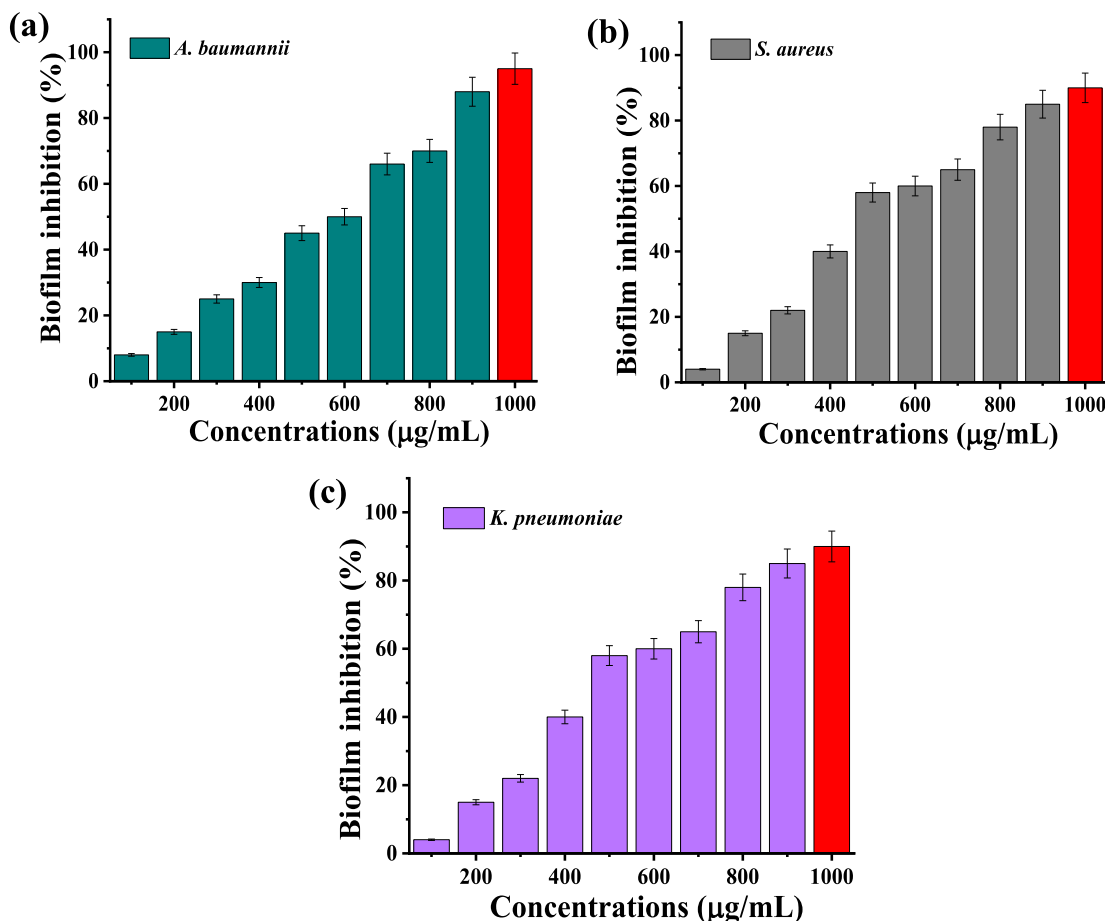 (a)
A. baumannii
Biofilm inhibition (%)
100
80
60
40
20
0
200 400 600 800 1000
Concentrations (μg/mL)
(b)
S. aureus
Biofilm inhibition (%)
100
80
60
40
20
0
200 400 600 800 1000
Concentrations (μg/mL)
(c)
K. pneumoniae
Biofilm inhibition (%)
100
80
60
40
20
0
200 400 600 800 1000
Concentrations (μg/mL)